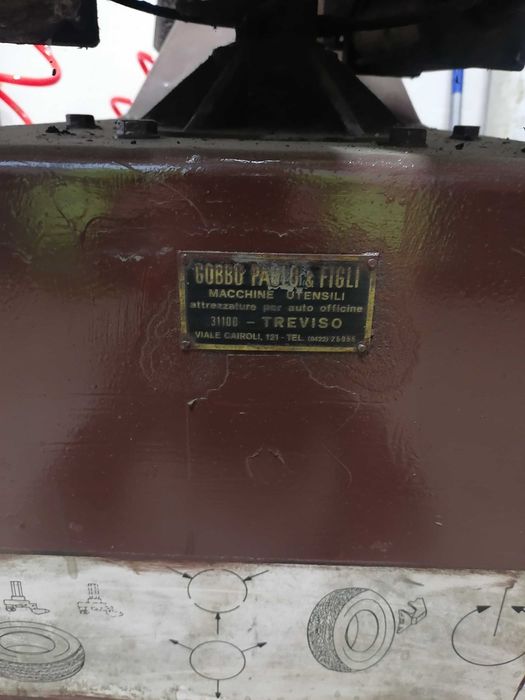 GOBBO PAOLO & FIGLI
MACCHINE UTENSILI
attrezzature per auto officine
31100 - TREVISO
VIALE CAIROLI, 121 - TEL. (0422)